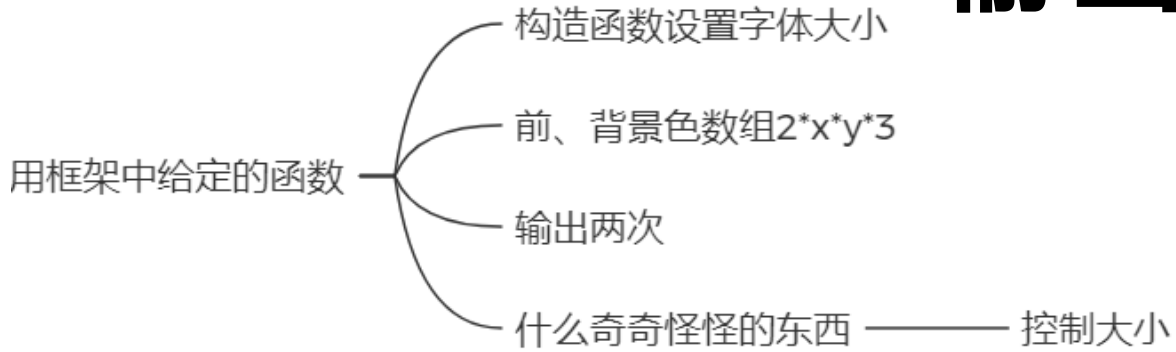 构造函数设置字体大小
前、背景色数组2*x*y*3
用框架中给定的函数
输出两次
什么奇奇怪怪的东西
控制大小